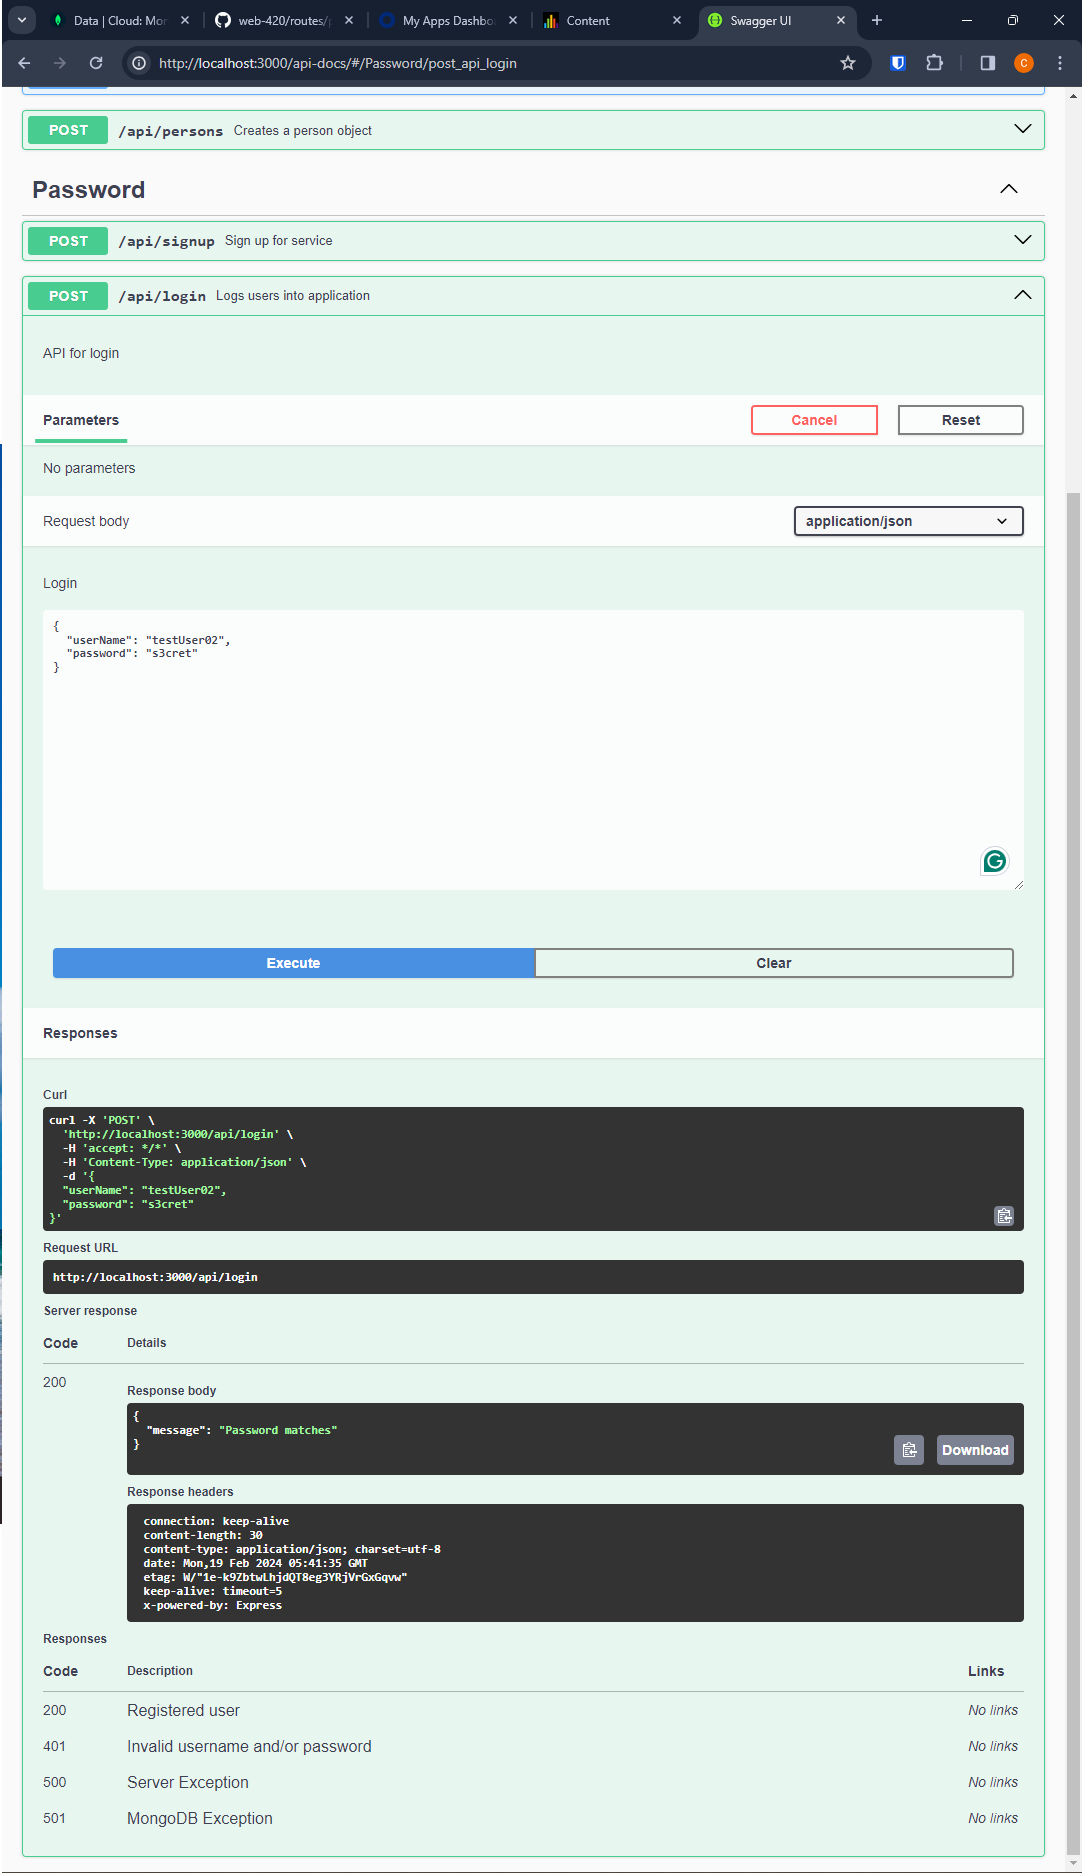 Data | Cloud: Mon
web-420/routes/
My Apps Dashbo
Content
Swagger UI
http://localhost:3000/api-docs/#/Password/post_api_login
C
POST /api/persons Creates a person object
Password
POST /api/signup Sign up for service
POST /api/login Logs users into application
API for login
Parameters
Cancel
Reset
No parameters
Request body
application/json
Login
{
"userName": "testUser02",
"password": "s3cret"
}
Execute
Clear
Responses
Curl
curl -X 'POST' \
'http://localhost:3000/api/login' \
-H 'accept: */*' \
-H 'Content-Type: application/json' \
-d '{
"userName": "testUser02",
"password": "s3cret"
}'
Request URL
http://localhost:3000/api/login
Server response
Code Details
200
Response body
{
"message": "Password matches"
}
Download
Response headers
connection: keep-alive
content-length: 30
content-type: application/json; charset=utf-8
date: Mon,19 Feb 2024 05:41:35 GMT
etag: W/"1e-k9ZbtwLhjdQT8eg3YRjVrGxGqvw"
keep-alive: timeout=5
x-powered-by: Express
Responses
Code Description Links
200 Registered user No links
401 Invalid username and/or password No links
500 Server Exception No links
501 MongoDB Exception No links